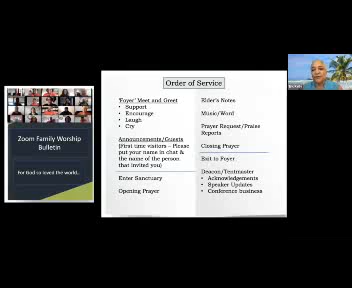 Order of Service
'Foyer' Meet and Greet
• Support
• Encourage
• Laugh
• Cry
Announcements/Guests
(First time visitors – Please
put your name in chat &
the name of the person
that invited you)
Enter Sanctuary
Opening Prayer
Elder's Notes
Music/Word
Prayer Request/Praise
Reports
Closing Prayer
Exit to Foyer
Deacon/Tentmaster
• Acknowledgements
• Speaker Updates
• Conference business
Zoom Family Worship
Bulletin
For God so loved the world...